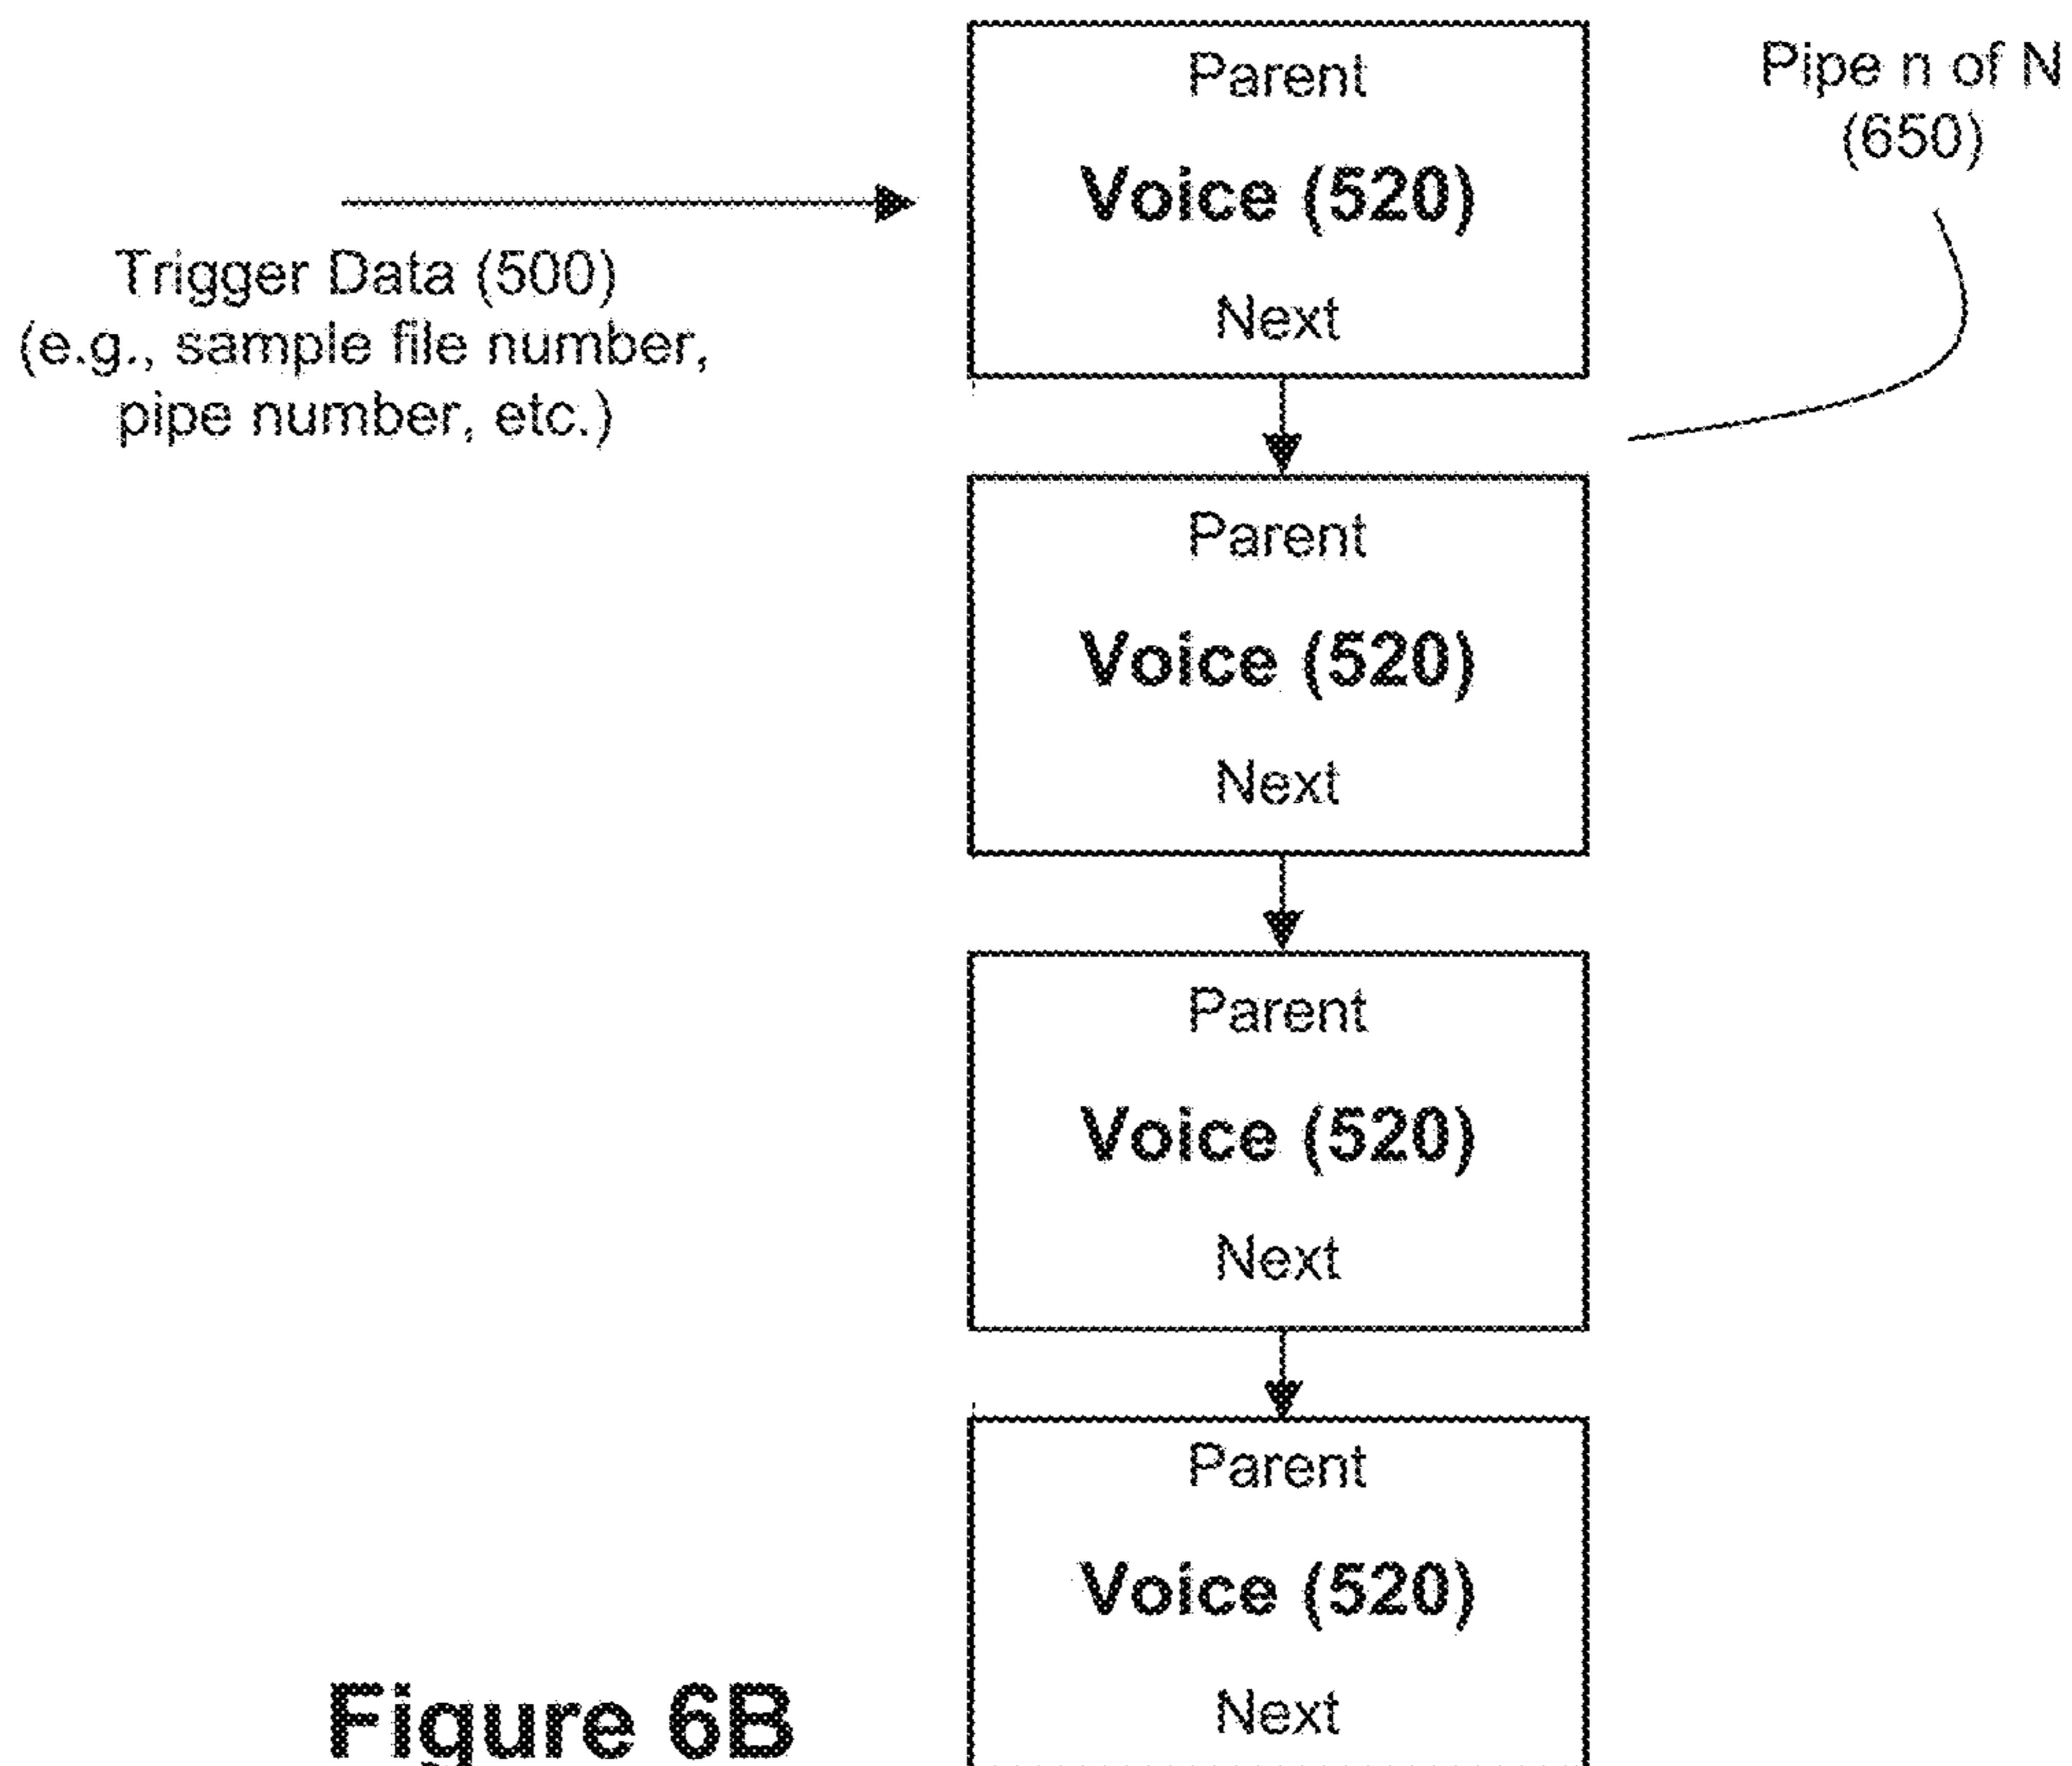 Parent
Voice (520)
Next
Pipe n of N
(650)
Trigger Data (500)
(e.g., sample file number,
pipe number, etc.)
Parent
Voice (520)
Next
Parent
Voice (520)
Next
Parent
Voice (520)
Next
Figure 6B